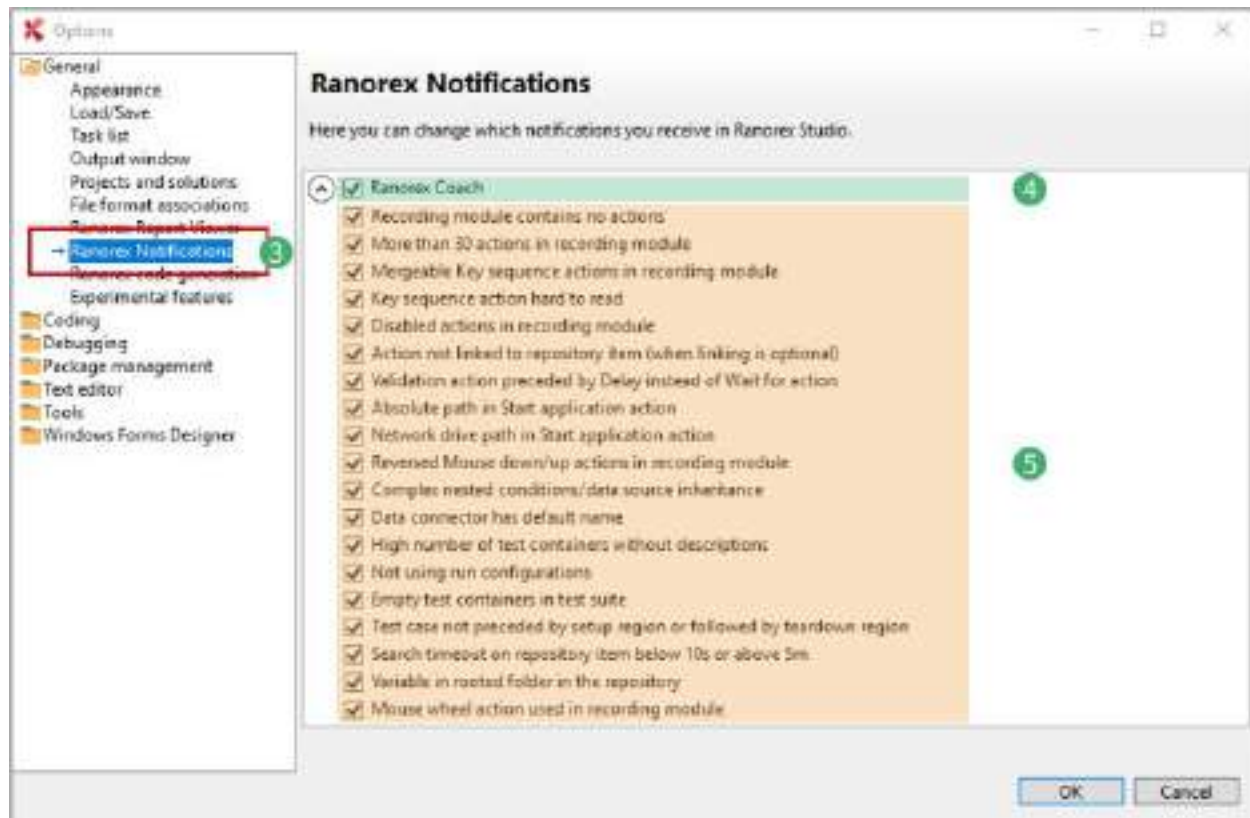 Options
General
Appearance
Load/Save
Task list
Output window
Projects and solutions
File format associations
Ranorex Report Viewer
Ranorex Notifications
3
Ranorex code generation
Experimental features
Coding
Debugging
Package management
Text editor
Tools
Windows Forms Designer
Ranorex Notifications
Here you can change which notifications you receive in Ranorex Studio.
Ranorex Coach
4
Recording module contains no actions
More than 30 actions in recording module
Mergeable Key sequence actions in recording module
Key sequence action hard to read
Disabled actions in recording module
Action not linked to repository item (when linking is optional)
Validation action preceded by Delay instead of Wait for action
Absolute path in Start application action
Network drive path in Start application action
Reversed Mouse down/up actions in recording module
5
Complex nested conditions/data source inheritance
Data connector has default name
High number of test containers without descriptions
Not using run configurations
Empty test containers in test suite
Test case not preceded by setup region or followed by teardown region
Search timeout on repository item below 10s or above 5m
Variable in rooted folder in the repository
Mouse wheel action used in recording module
OK
Cancel